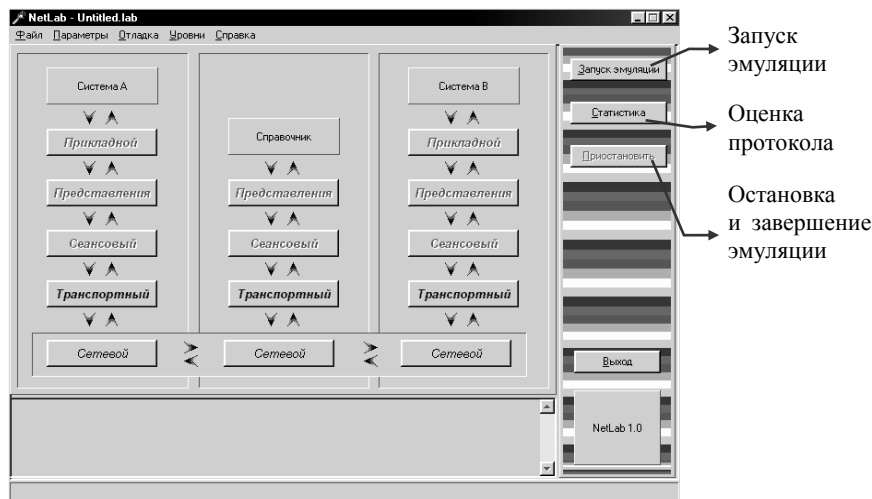 NetLab - Untitled.lab
Файл Параметры Отладка Уровни Справка
Система А
Прикладной
Представления
Сеансовый
Транспортный
Сетевой
Справочник
Представления
Сеансовый
Транспортный
Сетевой
Система В
Прикладной
Представления
Сеансовый
Транспортный
Сетевой
Запуск эмуляции
Статистика
Приостановить
Выход
NetLab 1.0
Запуск
эмуляции
Оценка
протокола
Остановка
и завершение
эмуляции